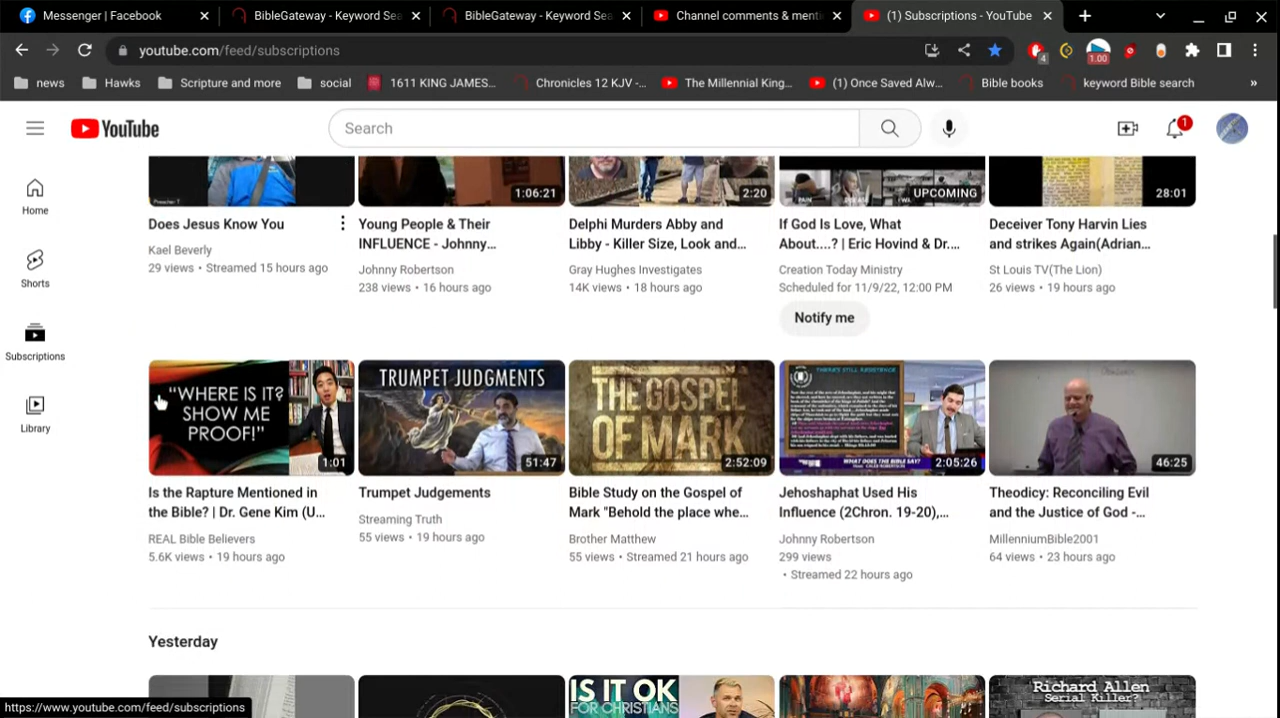 Messenger | Facebook
BibleGateway - Keyword Sea
BibleGateway - Keyword Sea
Channel comments & menti
(1) Subscriptions - YouTube
youtube.com/feed/subscriptions
4
1.00
news
Hawks
Scripture and more
social
1611 KING JAMES...
Chronicles 12 KJV -...
The Millennial King...
(1) Once Saved Alw...
Bible books
keyword Bible search
»
YouTube
Search
1
Home
Shorts
Subscriptions
Library
Preacher T
1:06:21
2:20
PAIN
UPCOMING
28:01
Does Jesus Know You
Kael Beverly
29 views • Streamed 15 hours ago
Young People & Their
INFLUENCE - Johnny...
Johnny Robertson
238 views • 16 hours ago
Delphi Murders Abby and
Libby - Killer Size, Look and...
Gray Hughes Investigates
14K views • 18 hours ago
If God Is Love, What
About....? | Eric Hovind & Dr....
Creation Today Ministry
Scheduled for 11/9/22, 12:00 PM
Notify me
Deceiver Tony Harvin Lies
and strikes Again(Adrian...
St Louis TV(The Lion)
26 views • 19 hours ago
"WHERE IS IT?
SHOW ME
PROOF!"
1:01
Is the Rapture Mentioned in
the Bible? | Dr. Gene Kim (U...
REAL Bible Believers
5.6K views • 19 hours ago
TRUMPET JUDGMENTS
51:47
Trumpet Judgements
Streaming Truth
55 views • 19 hours ago
THE GOSPEL
OF MARK
2:52:09
Bible Study on the Gospel of
Mark "Behold the place whe...
Brother Matthew
55 views • Streamed 21 hours ago
THERE'S STILL RESISTANCE
WHAT DOES THE BIBLE SAY?
2:05:26
Jehoshaphat Used His
Influence (2Chron. 19-20),...
Johnny Robertson
299 views
• Streamed 22 hours ago
46:25
Theodicy: Reconciling Evil
and the Justice of God -...
MillenniumBible2001
64 views • 23 hours ago
Yesterday
IS IT OK
FOR CHRISTIANS
Richard Allen
Serial Killer?
https://www.youtube.com/feed/subscriptions